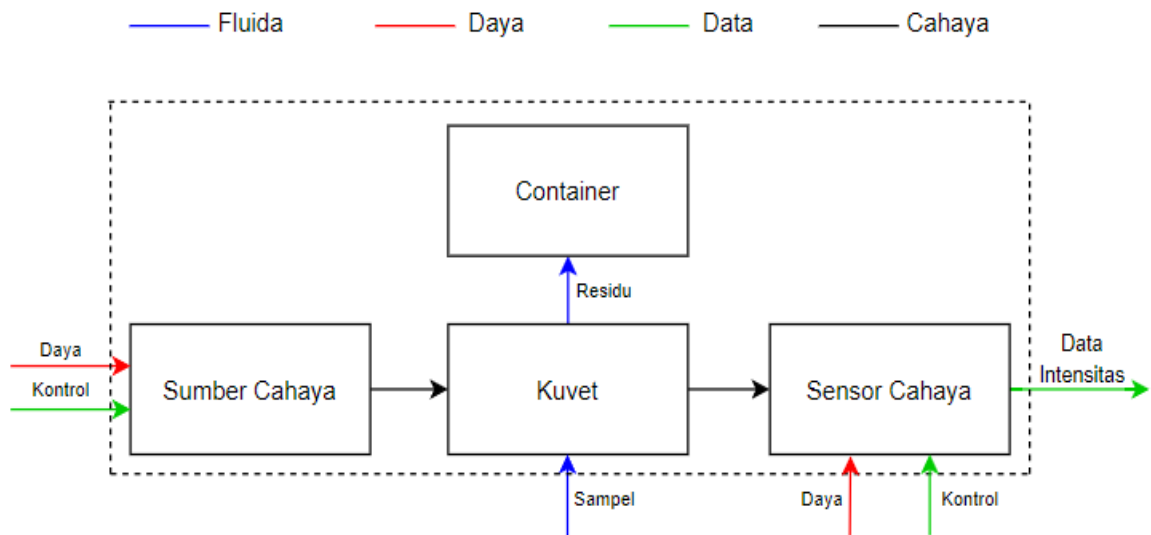 Fluida
Daya
Data
Cahaya
Container
Residu
Daya
Kontrol
Sumber Cahaya
Kuvet
Sensor Cahaya
Data
Intensitas
Sampel
Daya
Kontrol